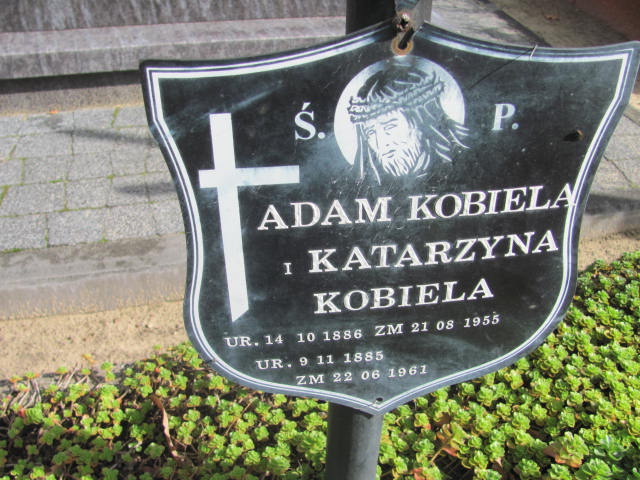 Ś. P.
ADAM KOBIELA
I KATARZYNA
KOBIELA
UR. 14 10 1886 ZM 21 08 1955
UR. 9 11 1885
ZM 22 06 1961